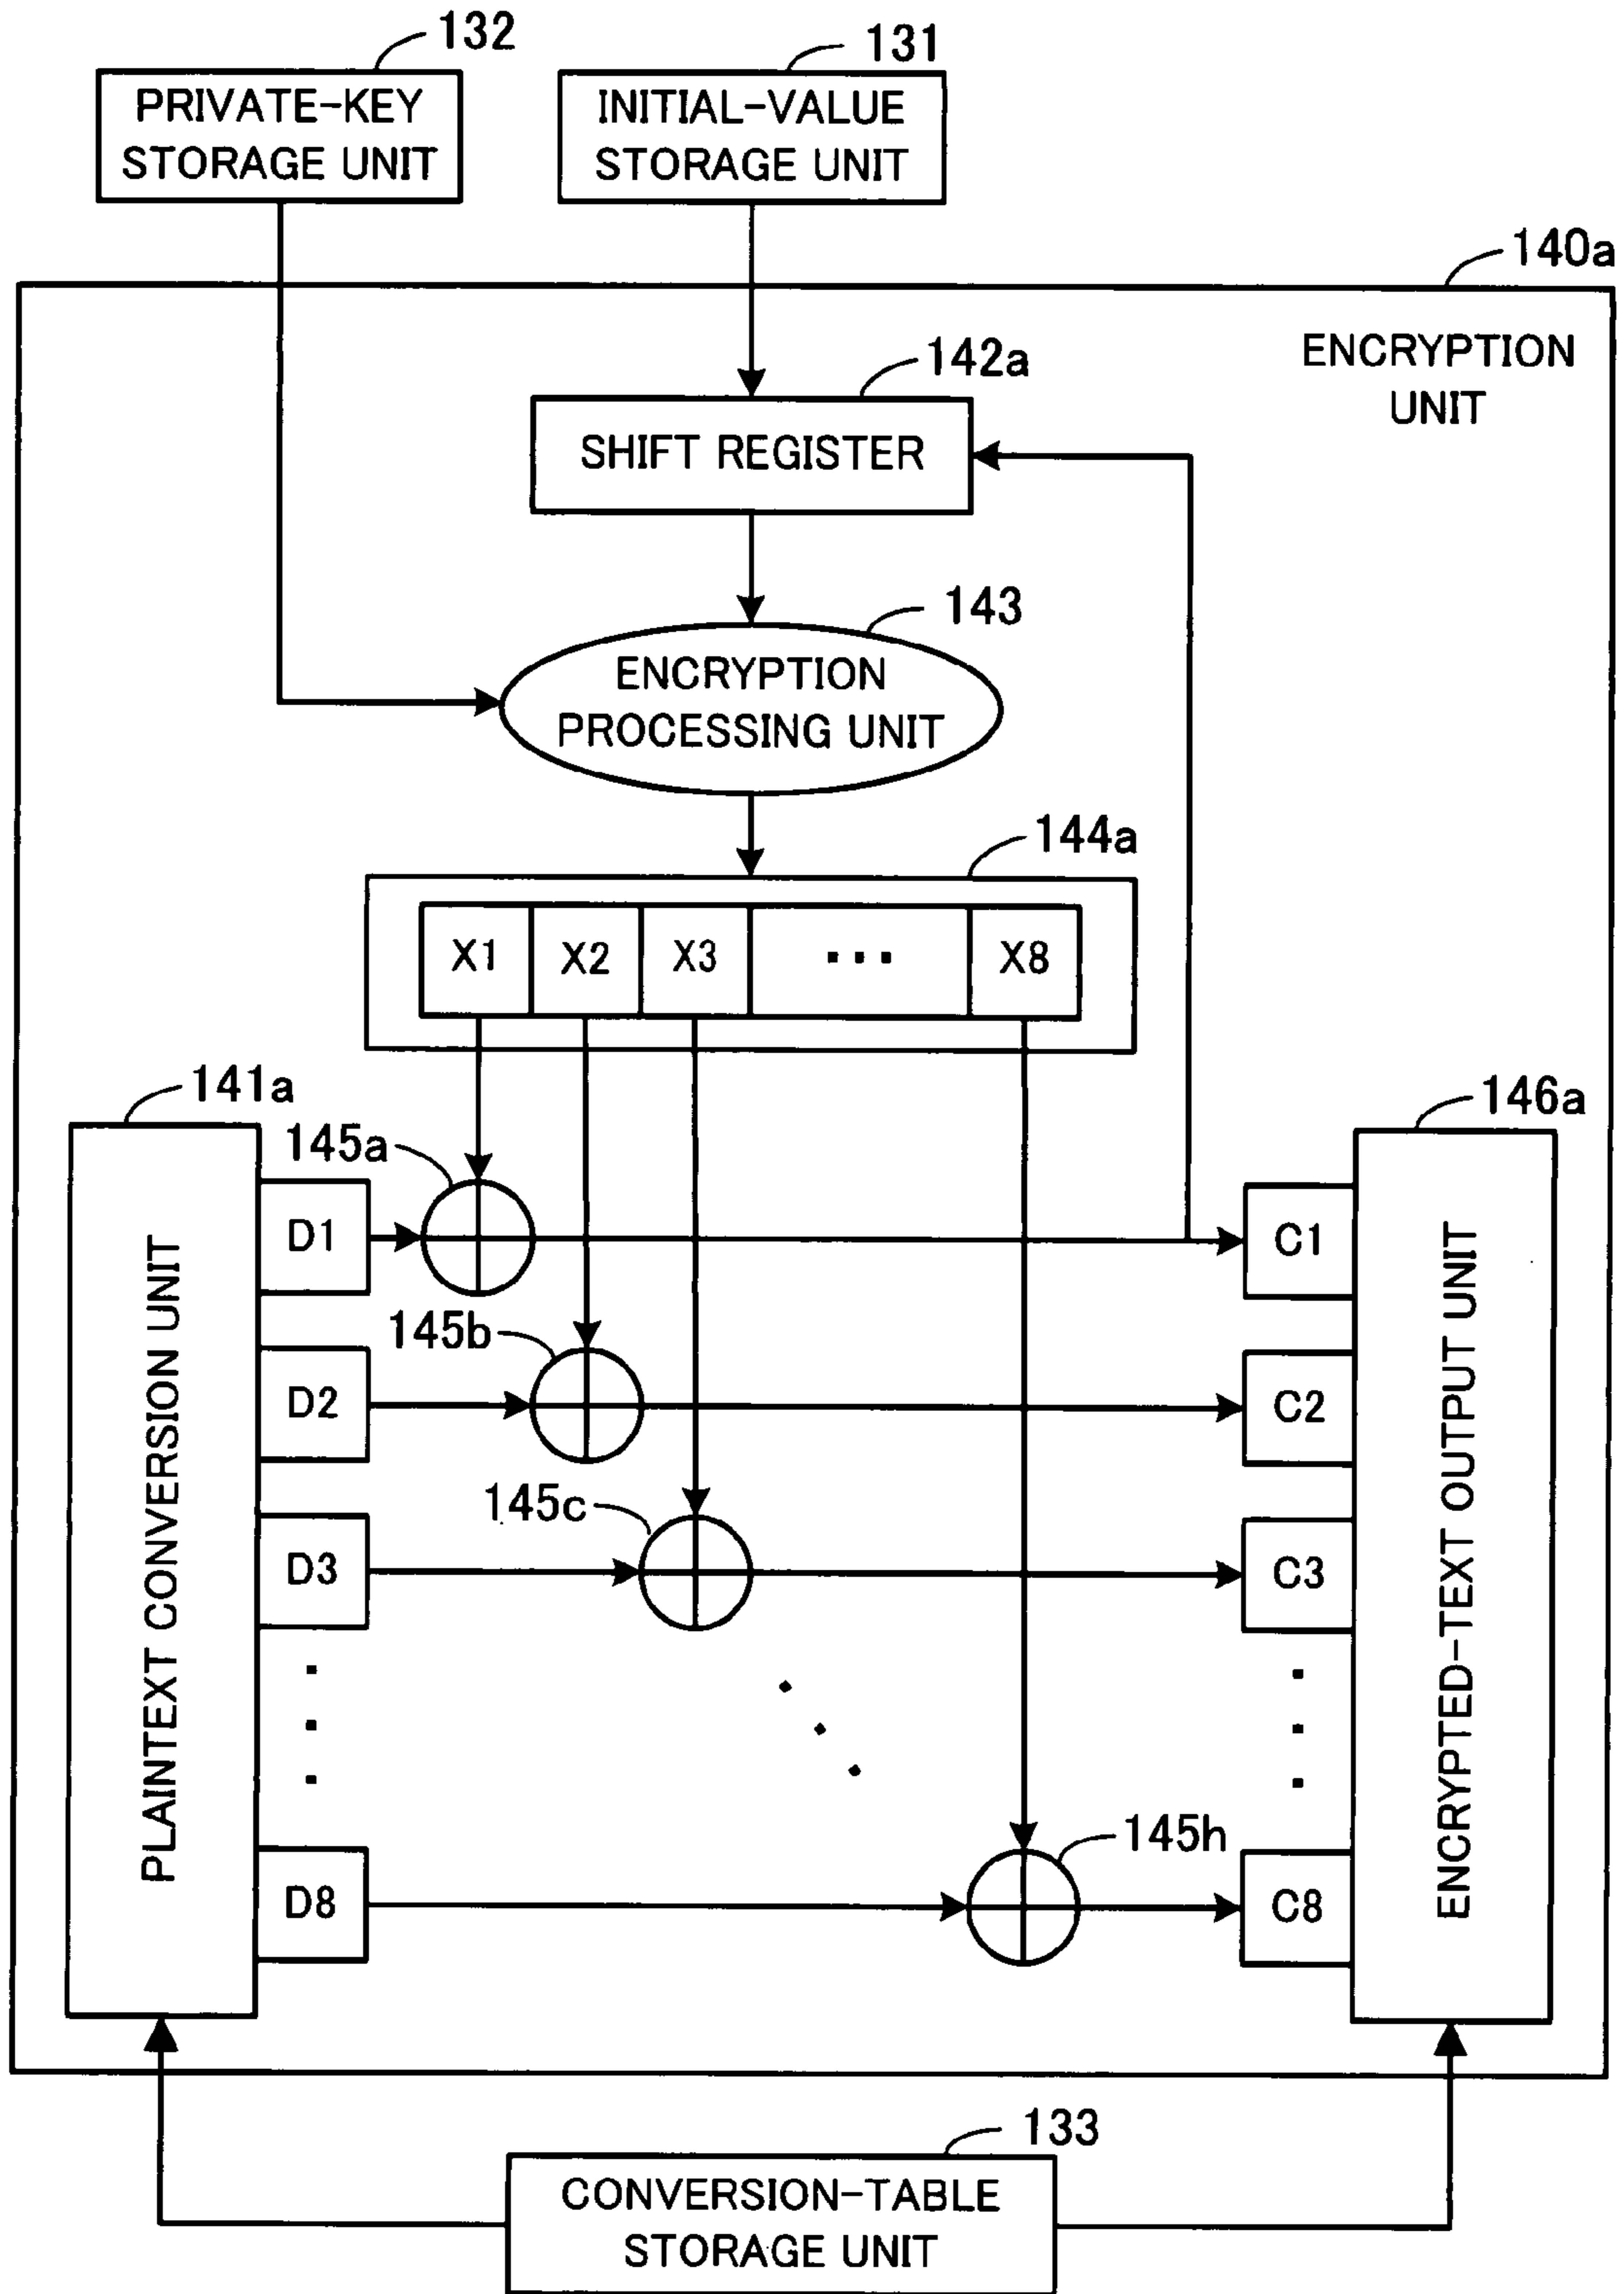 132
131
PRIVATE-KEY
STORAGE UNIT
INITIAL-VALUE
STORAGE UNIT
140a
ENCRYPTION
UNIT
142a
SHIFT REGISTER
143
ENCRYPTION
PROCESSING UNIT
144a
X1 X2 X3 ... X8
141a
146a
145a
D1
C1
145b
D2
C2
145c
D3
C3
145h
D8
C8
PLAINTEXT CONVERSION UNIT
ENCRYPTED-TEXT OUTPUT UNIT
133
CONVERSION-TABLE
STORAGE UNIT